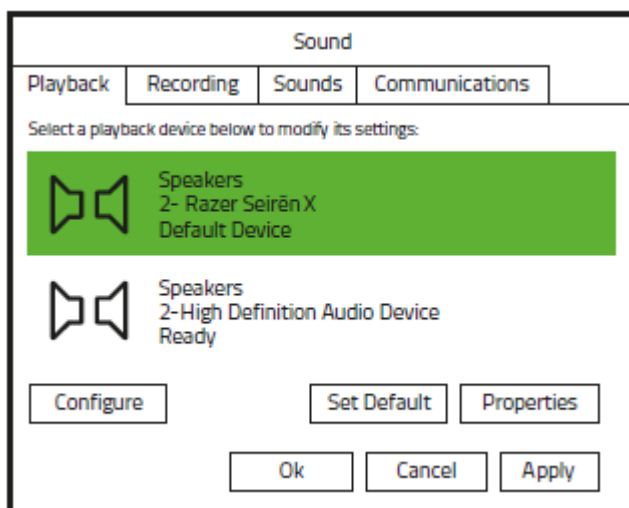 Sound
Playback Recording Sounds Communications
Select a playback device below to modify its settings:
Speakers
2- Razer Seirēn X
Default Device
Speakers
2-High Definition Audio Device
Ready
Configure Set Default Properties
Ok Cancel Apply